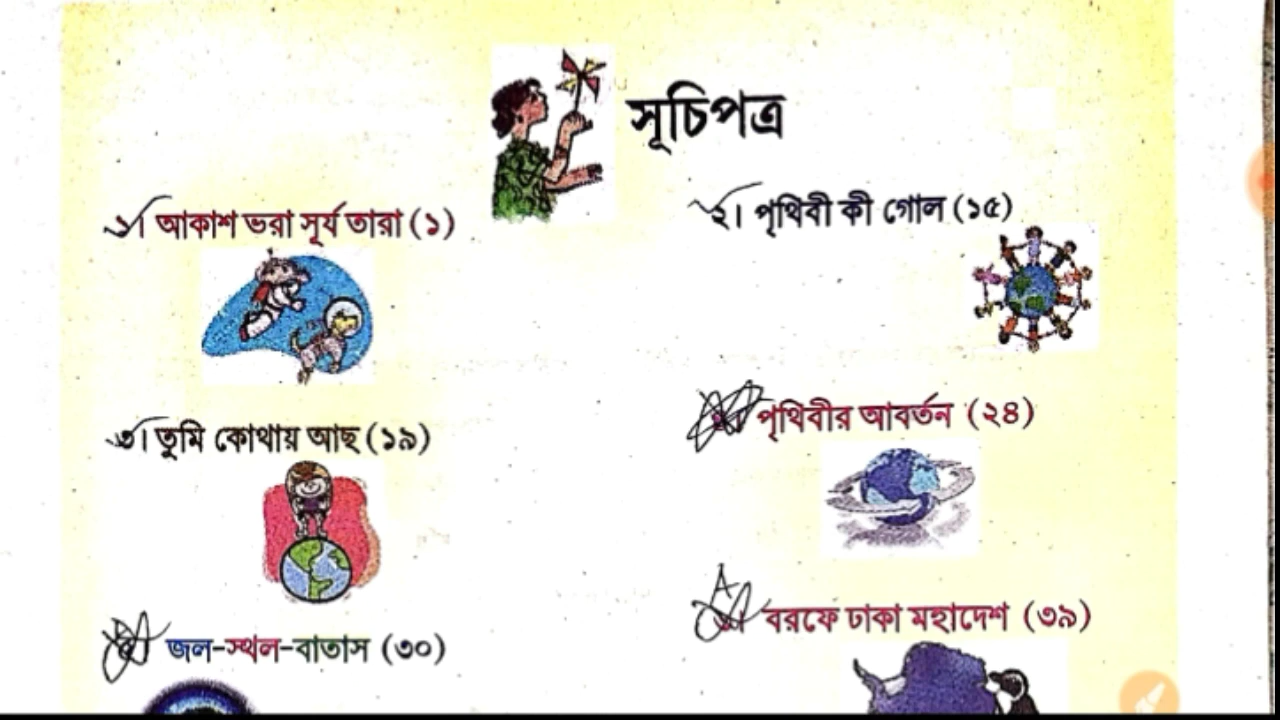 সূচিপত্র
১। আকাশ ভরা সূর্য তারা (১)
২। পৃথিবী কী গোল (১৫)
৩। তুমি কোথায় আছ (১৯)
পৃথিবীর আবর্তন (২৪)
জল-স্থল-বাতাস (৩০)
বরফে ঢাকা মহাদেশ (৩৯)